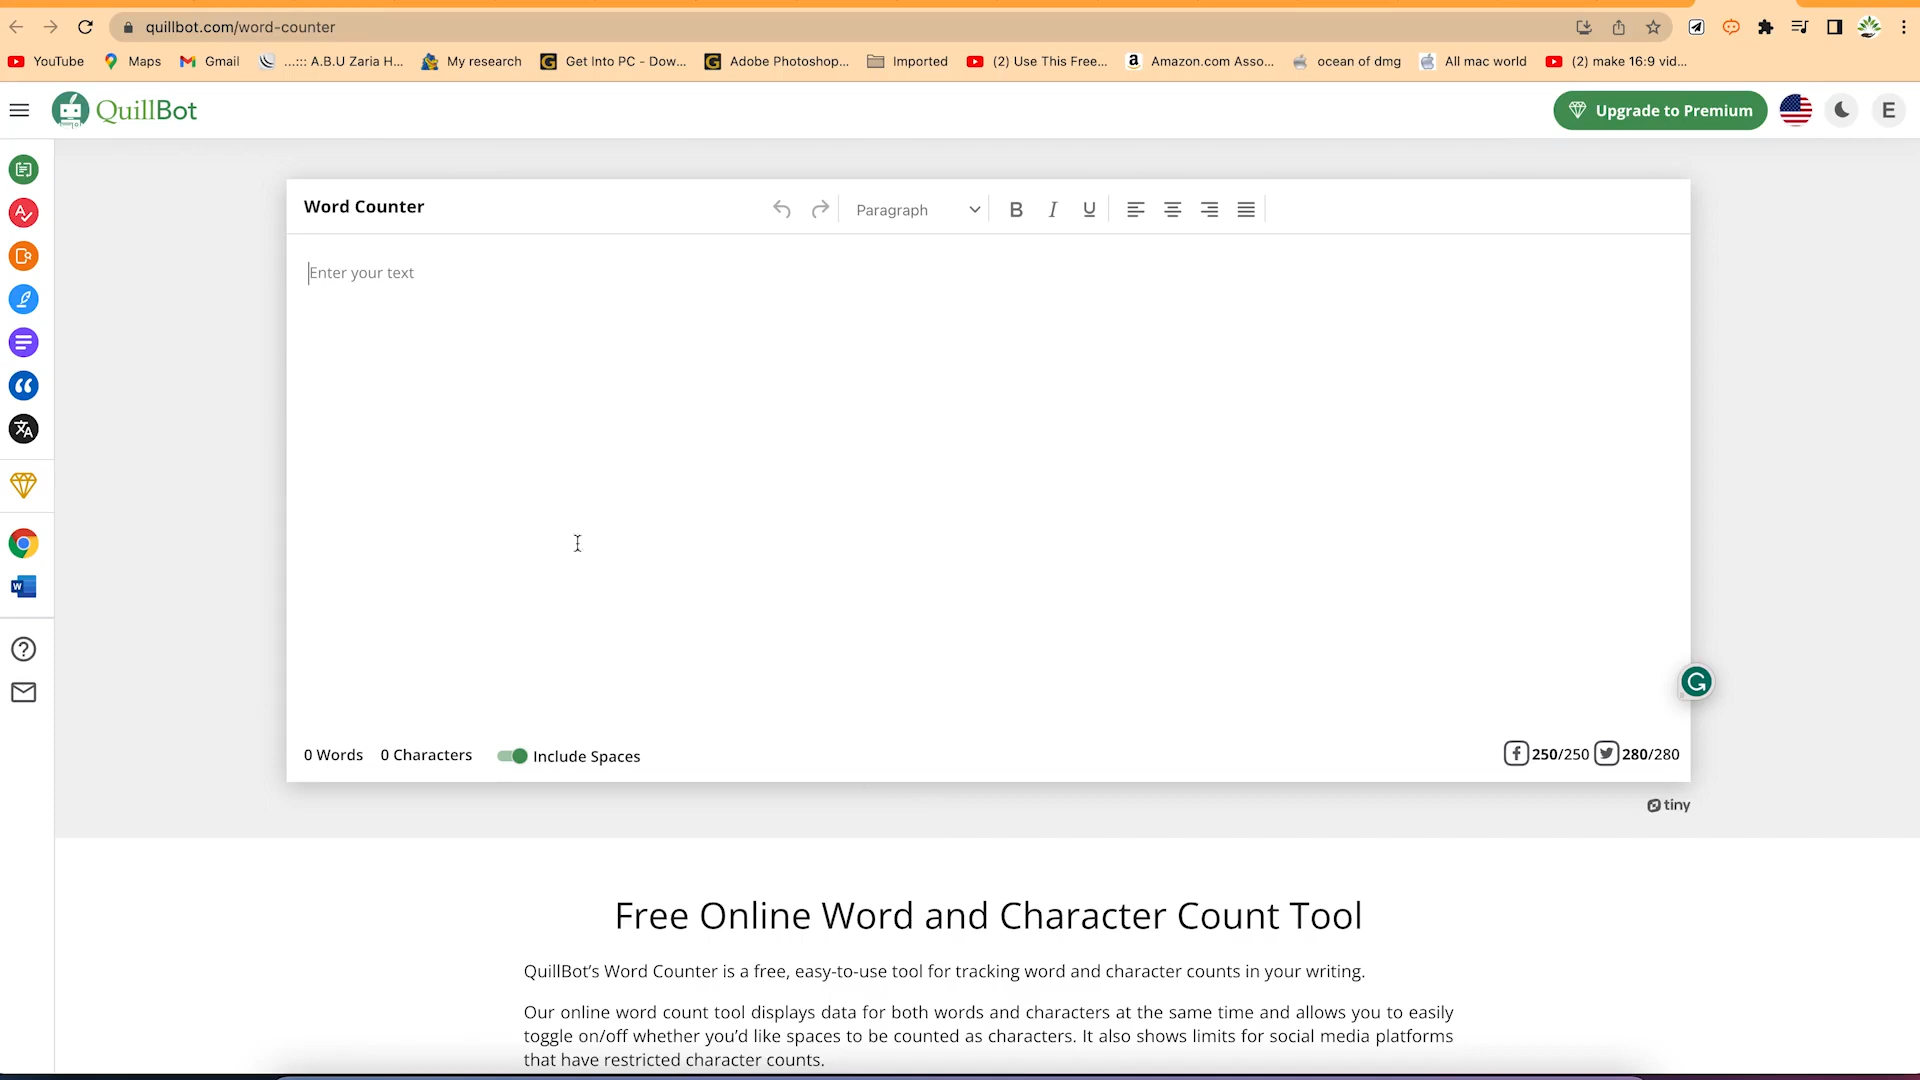 quillbot.com/word-counter
YouTube Maps Gmail ...::: A.B.U Zaria H... My research Get Into PC - Dow... Adobe Photoshop... Imported (2) Use This Free... Amazon.com Asso... ocean of dmg All mac world (2) make 16:9 vid...
QuillBot Upgrade to Premium E
Word Counter Paragraph B I U
Enter your text
0 Words 0 Characters Include Spaces 250/250 280/280
tiny
Free Online Word and Character Count Tool
QuillBot’s Word Counter is a free, easy-to-use tool for tracking word and character counts in your writing.
Our online word count tool displays data for both words and characters at the same time and allows you to easily
toggle on/off whether you’d like spaces to be counted as characters. It also shows limits for social media platforms
that have restricted character counts.